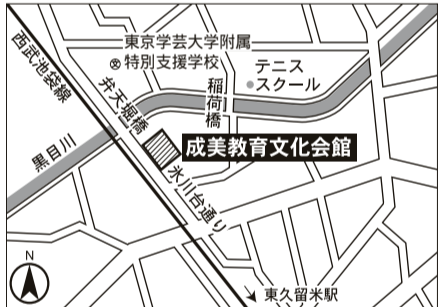 東京学芸大学附属
特別支援学校
西武池袋線
弁天堀橋
稲荷橋
テニス
スクール
黒目川
成美教育文化会館
氷川台通り
N
東久留米駅